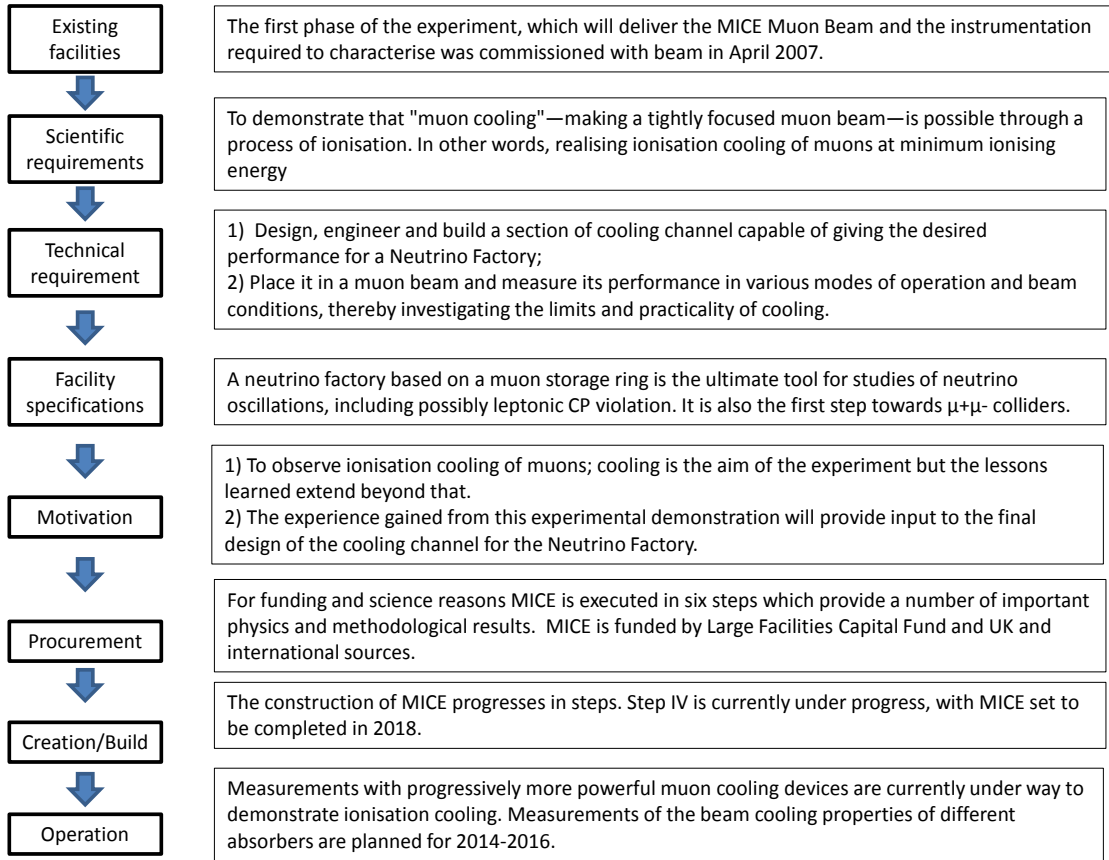 Existing
facilities
The first phase of the experiment, which will deliver the MICE Muon Beam and the instrumentation
required to characterise was commissioned with beam in April 2007.
Scientific
requirements
To demonstrate that "muon cooling"—making a tightly focused muon beam—is possible through a
process of ionisation. In other words, realising ionisation cooling of muons at minimum ionising
energy
Technical
requirement
1) Design, engineer and build a section of cooling channel capable of giving the desired
performance for a Neutrino Factory;
2) Place it in a muon beam and measure its performance in various modes of operation and beam
conditions, thereby investigating the limits and practicality of cooling.
Facility
specifications
A neutrino factory based on a muon storage ring is the ultimate tool for studies of neutrino
oscillations, including possibly leptonic CP violation. It is also the first step towards μ+μ- colliders.
Motivation
1) To observe ionisation cooling of muons; cooling is the aim of the experiment but the lessons
learned extend beyond that.
2) The experience gained from this experimental demonstration will provide input to the final
design of the cooling channel for the Neutrino Factory.
Procurement
For funding and science reasons MICE is executed in six steps which provide a number of important
physics and methodological results. MICE is funded by Large Facilities Capital Fund and UK and
international sources.
Creation/Build
The construction of MICE progresses in steps. Step IV is currently under progress, with MICE set to
be completed in 2018.
Operation
Measurements with progressively more powerful muon cooling devices are currently under way to
demonstrate ionisation cooling. Measurements of the beam cooling properties of different
absorbers are planned for 2014-2016.